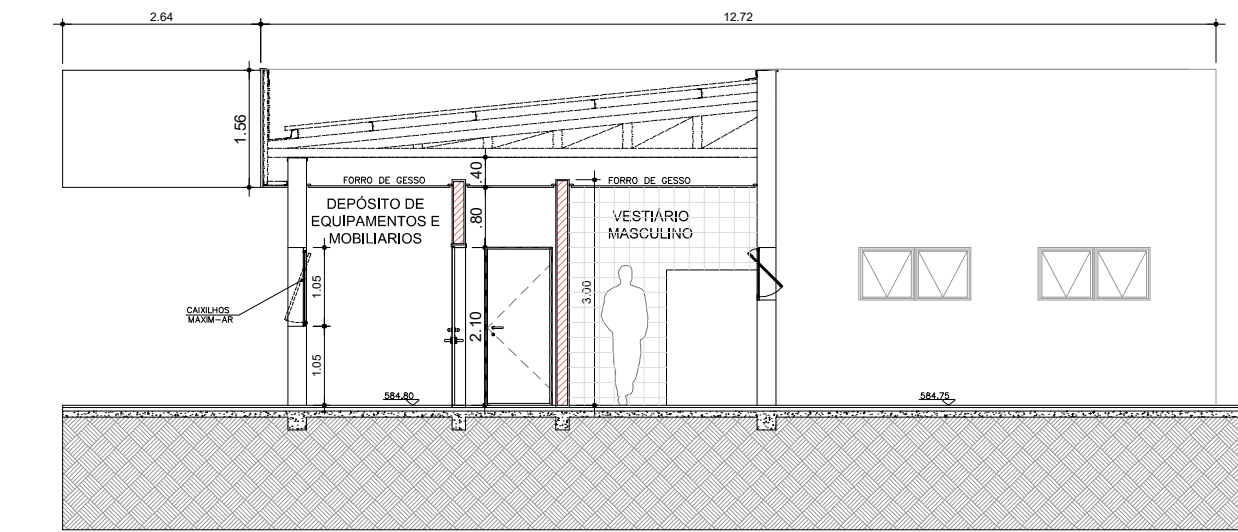 2.64
12.72
1.56
.40
FORRO DE GESSO
FORRO DE GESSO
DEPÓSITO DE
EQUIPAMENTOS E
MOBILIARIOS
.80
VESTIÁRIO
MASCULINO
1.05
3.00
CAIXILHOS
MAXIM-AR
2.10
1.05
584.80
584.75